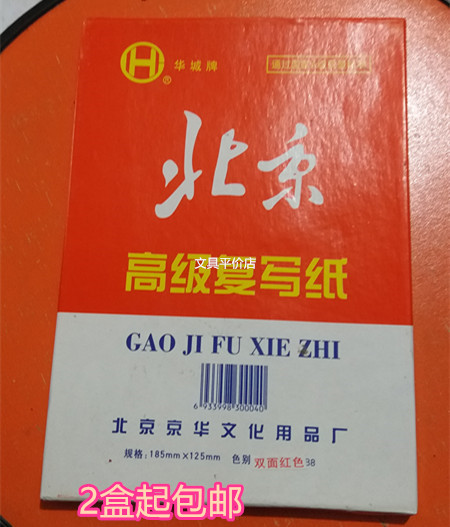 华城牌
®
北京
文具平价店
高级复写纸
GAO JI FU XIE ZHI
6 933998 300040
北京京华文化用品厂
规格：185mm×125mm 色别 双面红色38
2盒起包邮